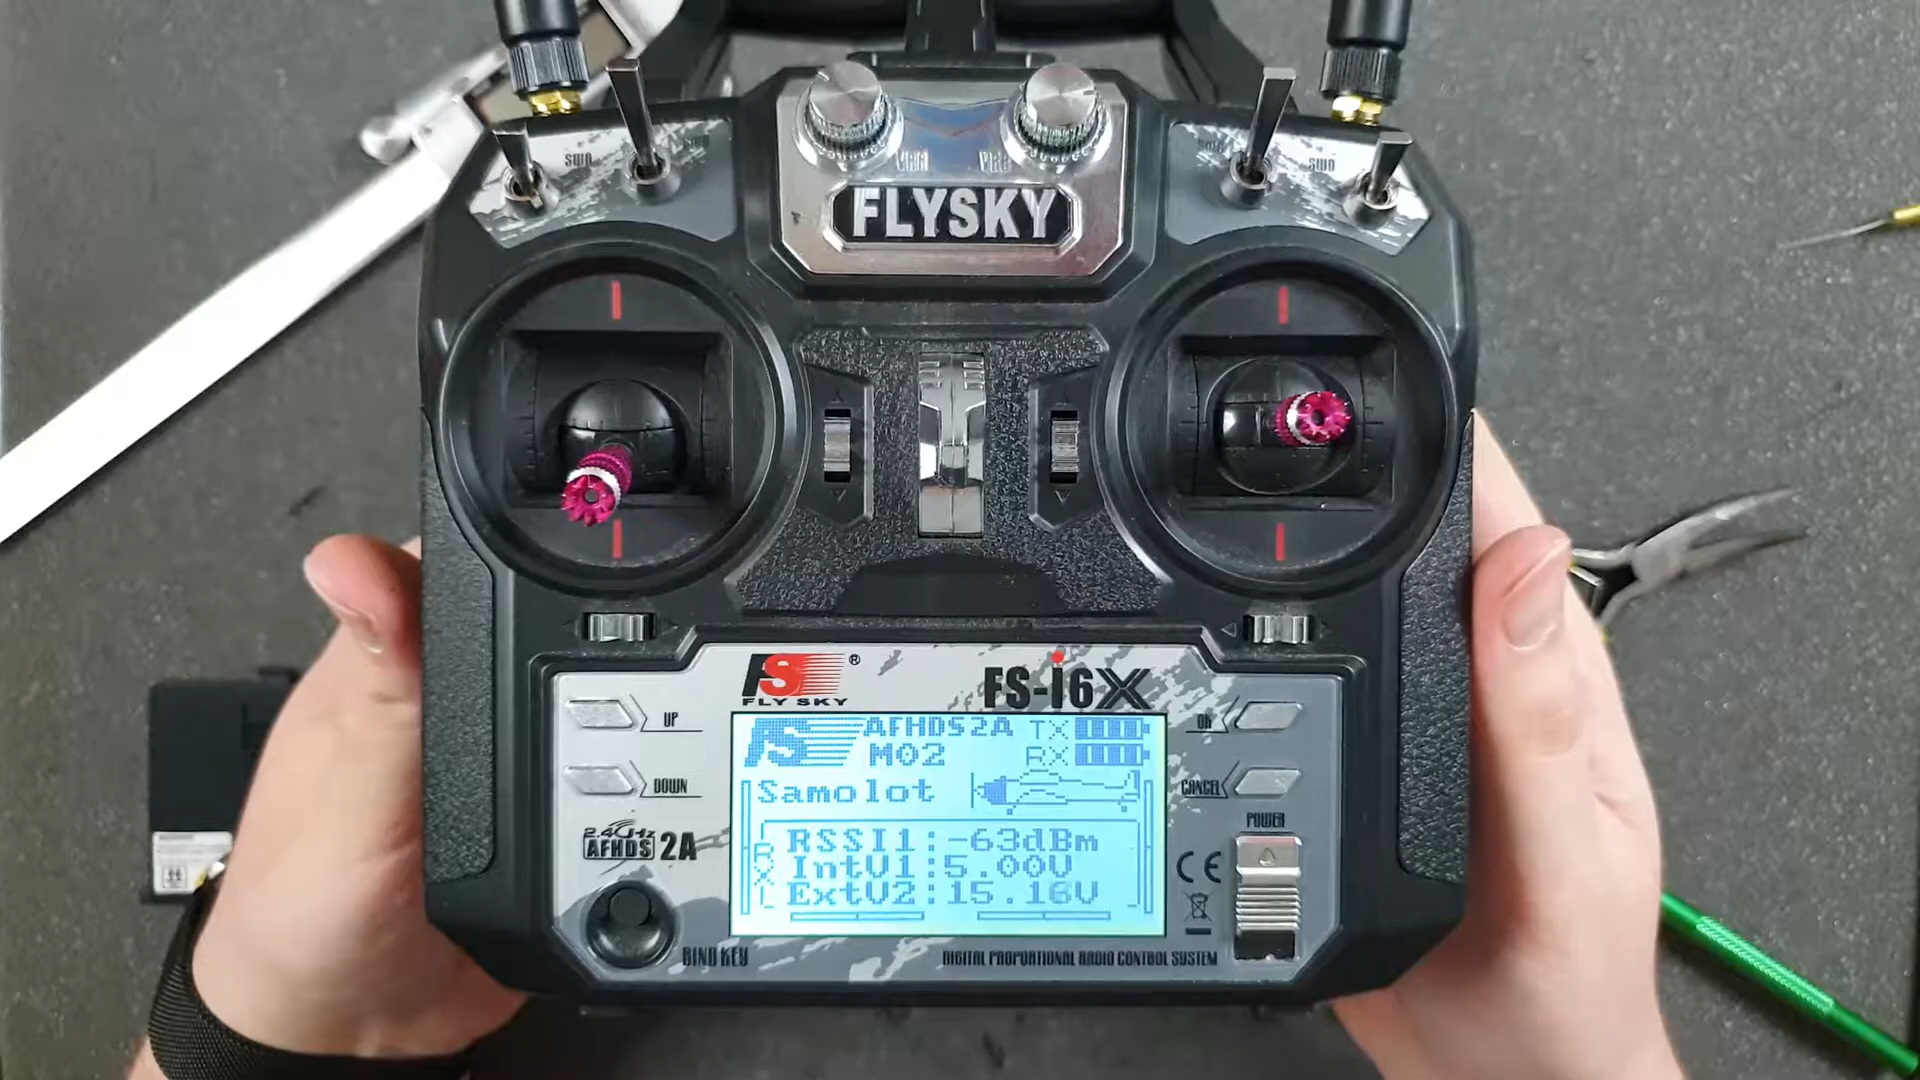 SWA
SWD
VRA
VRB
FLYSKY
FS ®
FLY SKY
FS-i6X
UP
OK
DOWN
CANCEL
FS AFHDS2A TX
M02 RX
Samolot
RSSI1:-63dBm
IntV1:5.00V
ExtV2:15.16V
POWER
2.4GHz
AFHDS 2A
CE
BIND KEY
DIGITAL PROPORTIONAL RADIO CONTROL SYSTEM